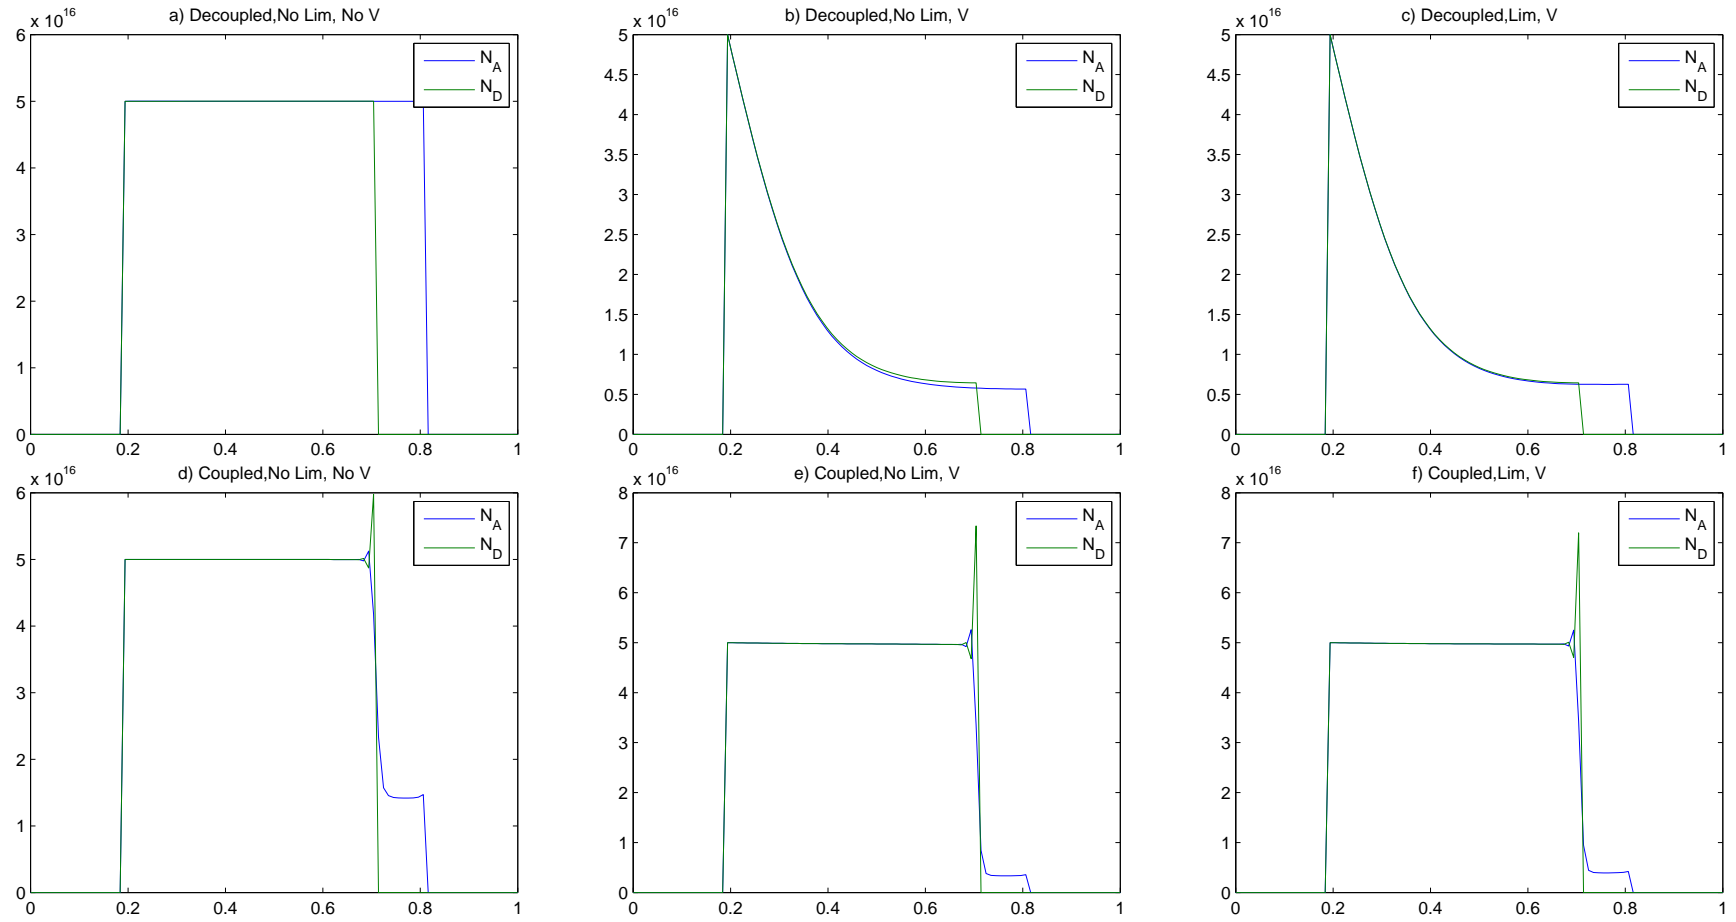 a) Decoupled,No Lim, No V
x 10^16
6
5
4
3
2
1
0
0 0.2 0.4 0.6 0.8 1
N_A
N_D
b) Decoupled,No Lim, V
x 10^16
5
4.5
4
3.5
3
2.5
2
1.5
1
0.5
0
0 0.2 0.4 0.6 0.8 1
N_A
N_D
c) Decoupled,Lim, V
x 10^16
5
4.5
4
3.5
3
2.5
2
1.5
1
0.5
0
0 0.2 0.4 0.6 0.8 1
N_A
N_D
d) Coupled,No Lim, No V
x 10^16
6
5
4
3
2
1
0
0 0.2 0.4 0.6 0.8 1
N_A
N_D
e) Coupled,No Lim, V
x 10^16
8
7
6
5
4
3
2
1
0
0 0.2 0.4 0.6 0.8 1
N_A
N_D
f) Coupled,Lim, V
x 10^16
8
7
6
5
4
3
2
1
0
0 0.2 0.4 0.6 0.8 1
N_A
N_D